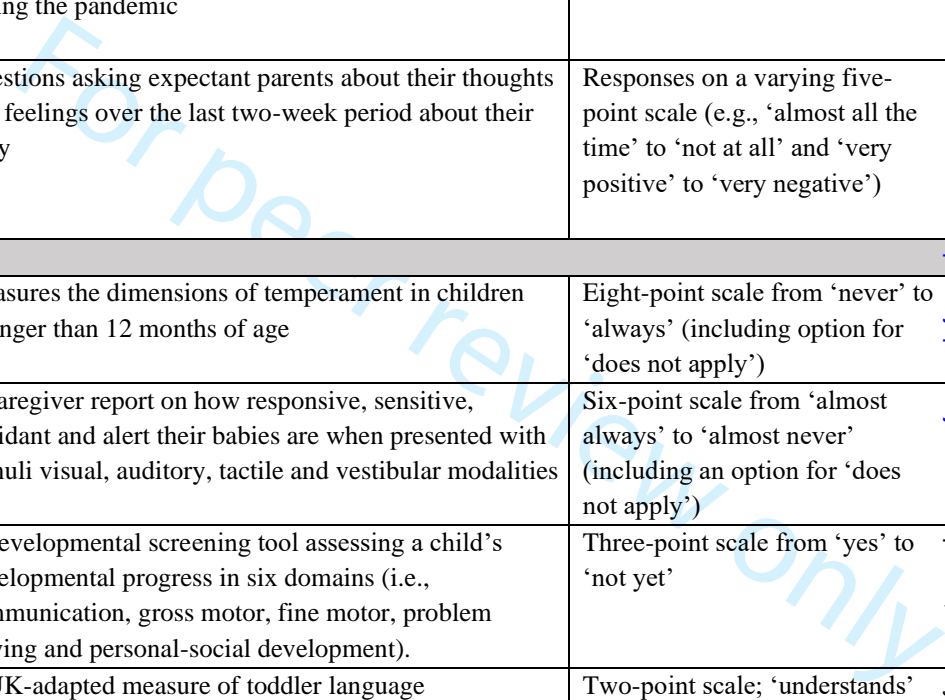 ing the pandemic
estions asking expectant parents about their thoughts
feelings over the last two-week period about their
y
Responses on a varying five-
point scale (e.g., ‘almost all the
time’ to ‘not at all’ and ‘very
positive’ to ‘very negative’)
asures the dimensions of temperament in children
nger than 12 months of age
Eight-point scale from ‘never’ to
‘always’ (including option for
‘does not apply’)
aregiver report on how responsive, sensitive,
idant and alert their babies are when presented with
muli visual, auditory, tactile and vestibular modalities
Six-point scale from ‘almost
always’ to ‘almost never’
(including an option for ‘does
not apply’)
evelopmental screening tool assessing a child’s
elopmental progress in six domains (i.e.,
mmunication, gross motor, fine motor, problem
ving and personal-social development).
Three-point scale from ‘yes’ to
‘not yet’
UK-adapted measure of toddler language
Two-point scale; ‘understands’
For peer review only